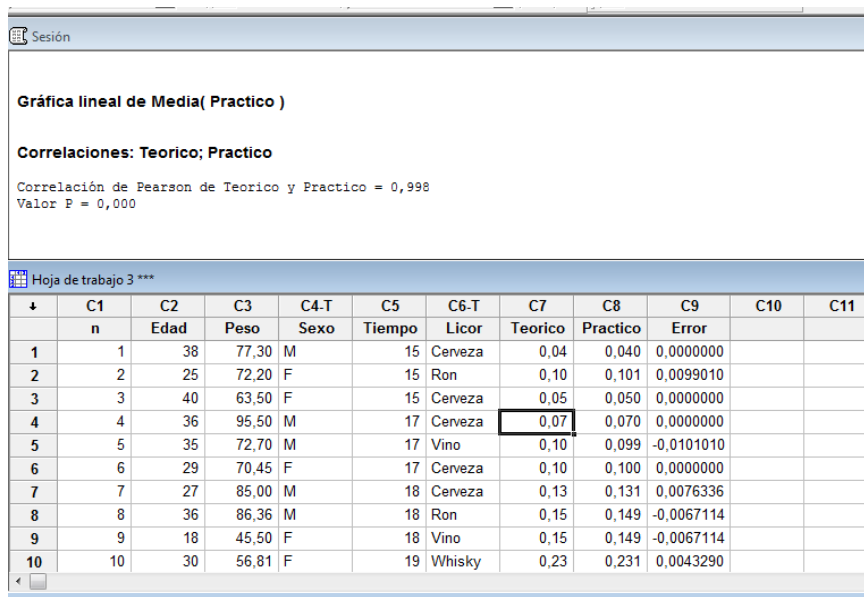 Sesión
Gráfica lineal de Media( Practico )
Correlaciones: Teorico; Practico
Correlación de Pearson de Teorico y Practico = 0,998
Valor P = 0,000
Hoja de trabajo 3 ***
↓ C1 C2 C3 C4-T C5 C6-T C7 C8 C9 C10 C11
n Edad Peso Sexo Tiempo Licor Teorico Practico Error
1 1 38 77,30 M 15 Cerveza 0,04 0,040 0,0000000
2 2 25 72,20 F 15 Ron 0,10 0,101 0,0099010
3 3 40 63,50 F 15 Cerveza 0,05 0,050 0,0000000
4 4 36 95,50 M 17 Cerveza 0,07 0,070 0,0000000
5 5 35 72,70 M 17 Vino 0,10 0,099 -0,0101010
6 6 29 70,45 F 17 Cerveza 0,10 0,100 0,0000000
7 7 27 85,00 M 18 Cerveza 0,13 0,131 0,0076336
8 8 36 86,36 M 18 Ron 0,15 0,149 -0,0067114
9 9 18 45,50 F 18 Vino 0,15 0,149 -0,0067114
10 10 30 56,81 F 19 Whisky 0,23 0,231 0,0043290